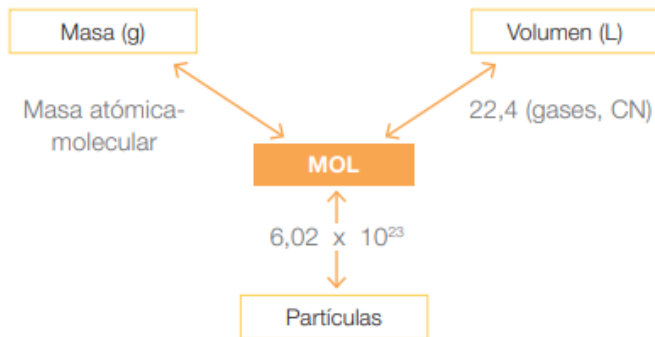 Masa (g)
Volumen (L)
Masa atómica-
molecular
22,4 (gases, CN)
MOL
6,02 x 10²³
Partículas